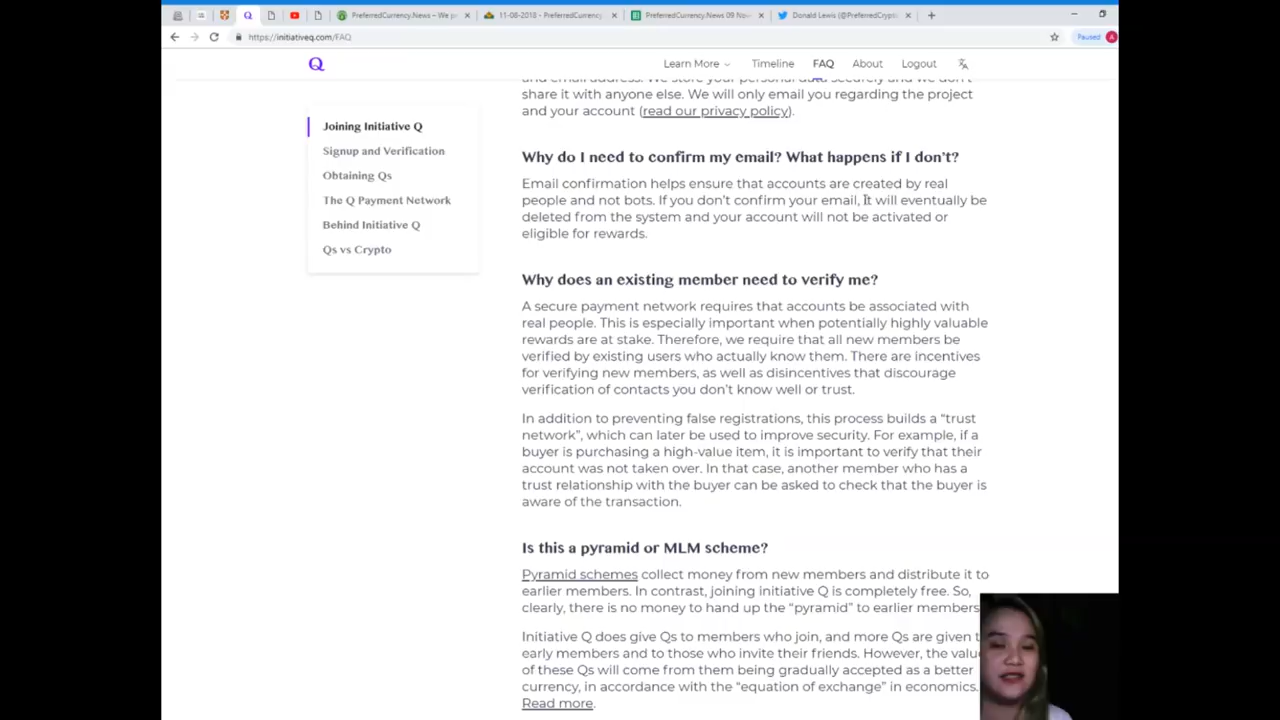 PreferredCurrency.News – We p
11-08-2018 - PreferredCurrency.
PreferredCurrency.News 09 Nov
Donald Lewis (@PreferredCrypt
https://initiativeq.com/FAQ
Paused
A
Q
Learn More
Timeline
FAQ
About
Logout
Joining Initiative Q
Signup and Verification
Obtaining Qs
The Q Payment Network
Behind Initiative Q
Qs vs Crypto
and email address. We store your personal data securely and we don't
share it with anyone else. We will only email you regarding the project
and your account (read our privacy policy).
Why do I need to confirm my email? What happens if I don't?
Email confirmation helps ensure that accounts are created by real
people and not bots. If you don't confirm your email, it will eventually be
deleted from the system and your account will not be activated or
eligible for rewards.
Why does an existing member need to verify me?
A secure payment network requires that accounts be associated with
real people. This is especially important when potentially highly valuable
rewards are at stake. Therefore, we require that all new members be
verified by existing users who actually know them. There are incentives
for verifying new members, as well as disincentives that discourage
verification of contacts you don't know well or trust.
In addition to preventing false registrations, this process builds a “trust
network”, which can later be used to improve security. For example, if a
buyer is purchasing a high-value item, it is important to verify that their
account was not taken over. In that case, another member who has a
trust relationship with the buyer can be asked to check that the buyer is
aware of the transaction.
Is this a pyramid or MLM scheme?
Pyramid schemes collect money from new members and distribute it to
earlier members. In contrast, joining initiative Q is completely free. So,
clearly, there is no money to hand up the “pyramid” to earlier members
Initiative Q does give Qs to members who join, and more Qs are given t
early members and to those who invite their friends. However, the valu
of these Qs will come from them being gradually accepted as a better
currency, in accordance with the “equation of exchange” in economics.
Read more.